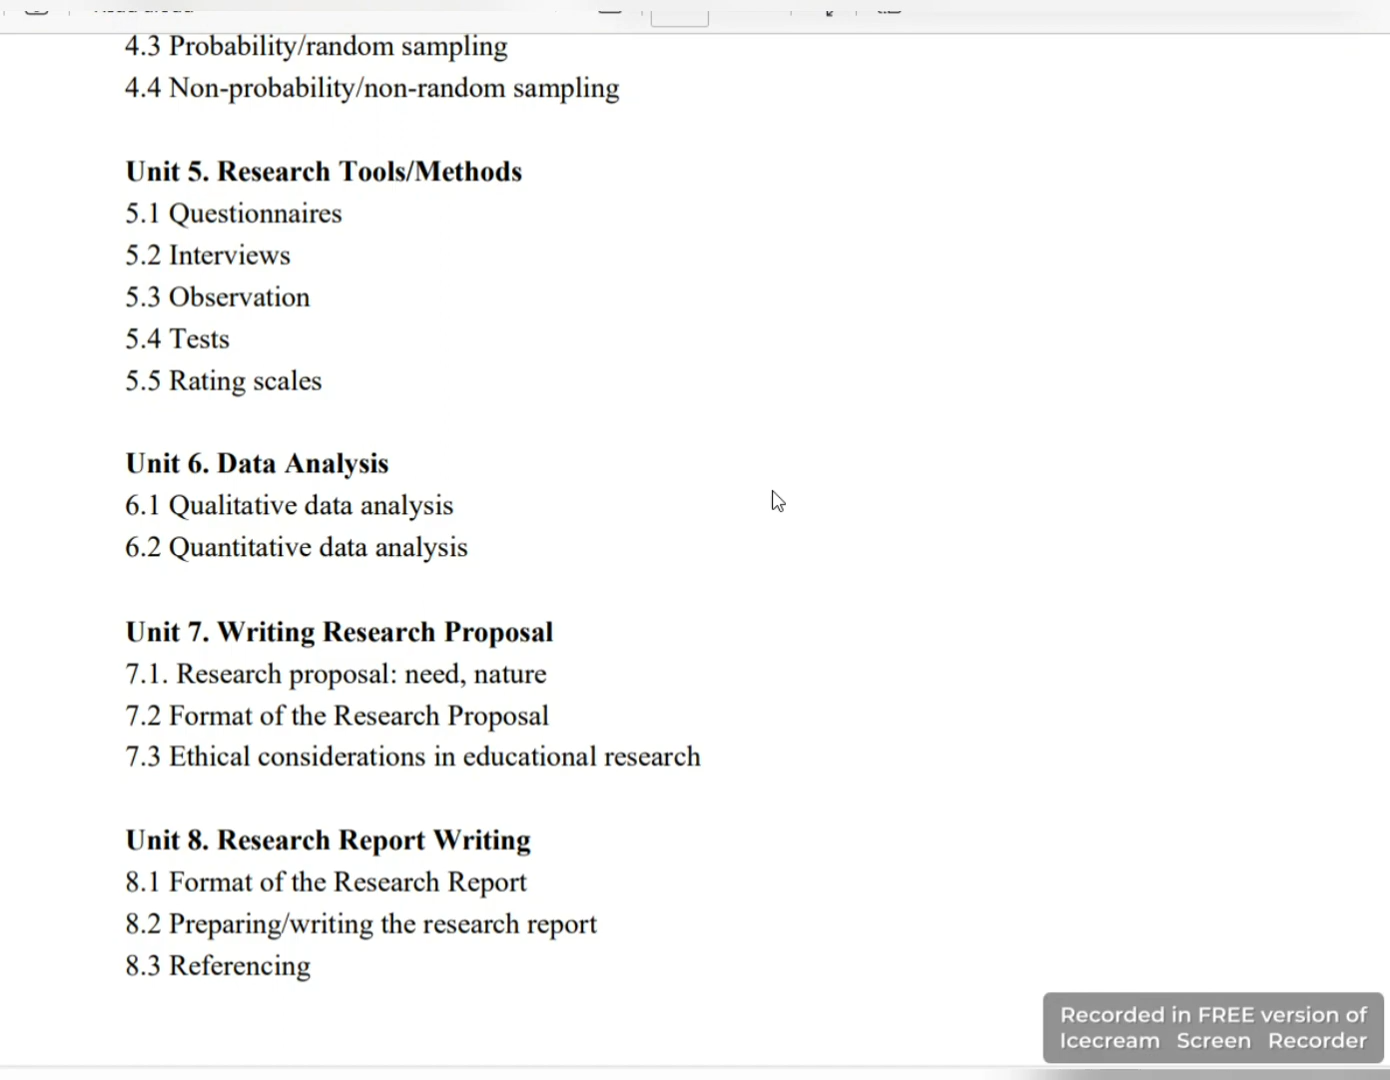 4.3 Probability/random sampling
4.4 Non-probability/non-random sampling
Unit 5. Research Tools/Methods
5.1 Questionnaires
5.2 Interviews
5.3 Observation
5.4 Tests
5.5 Rating scales
Unit 6. Data Analysis
6.1 Qualitative data analysis
6.2 Quantitative data analysis
Unit 7. Writing Research Proposal
7.1. Research proposal: need, nature
7.2 Format of the Research Proposal
7.3 Ethical considerations in educational research
Unit 8. Research Report Writing
8.1 Format of the Research Report
8.2 Preparing/writing the research report
8.3 Referencing
Recorded in FREE version of
Icecream Screen Recorder